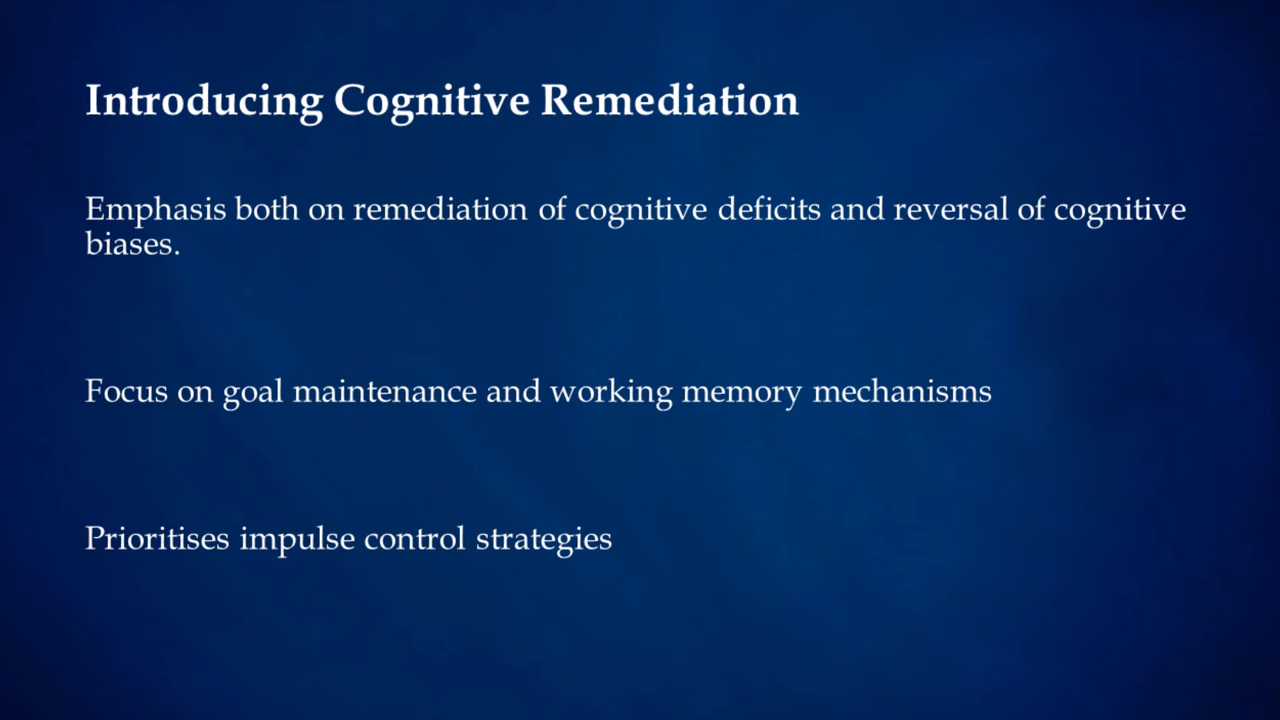 Introducing Cognitive Remediation
Emphasis both on remediation of cognitive deficits and reversal of cognitive
biases.
Focus on goal maintenance and working memory mechanisms
Prioritises impulse control strategies